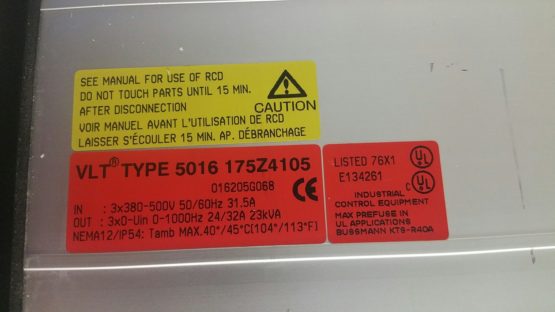 SEE MANUAL FOR USE OF RCD
DO NOT TOUCH PARTS UNTIL 15 MIN.
AFTER DISCONNECTION
CAUTION
VOIR MANUEL AVANT L'UTILISATION DE RCD
LAISSER S'ÉCOULER 15 MIN. AP. DÉBRANCHAGE
VLT® TYPE 5016 175Z4105
016205G068
CE
IN : 3x380-500V 50/60Hz 31.5A
OUT : 3x0-Uin 0-1000Hz 24/32A 23kVA
NEMA12/IP54: Tamb MAX.40°/45°C(104°/113°F)
LISTED 76X1
UL
E134261
C UL
INDUSTRIAL
CONTROL EQUIPMENT
MAX PREFUSE IN
UL APPLICATIONS
BUSSMANN KTS-R40A